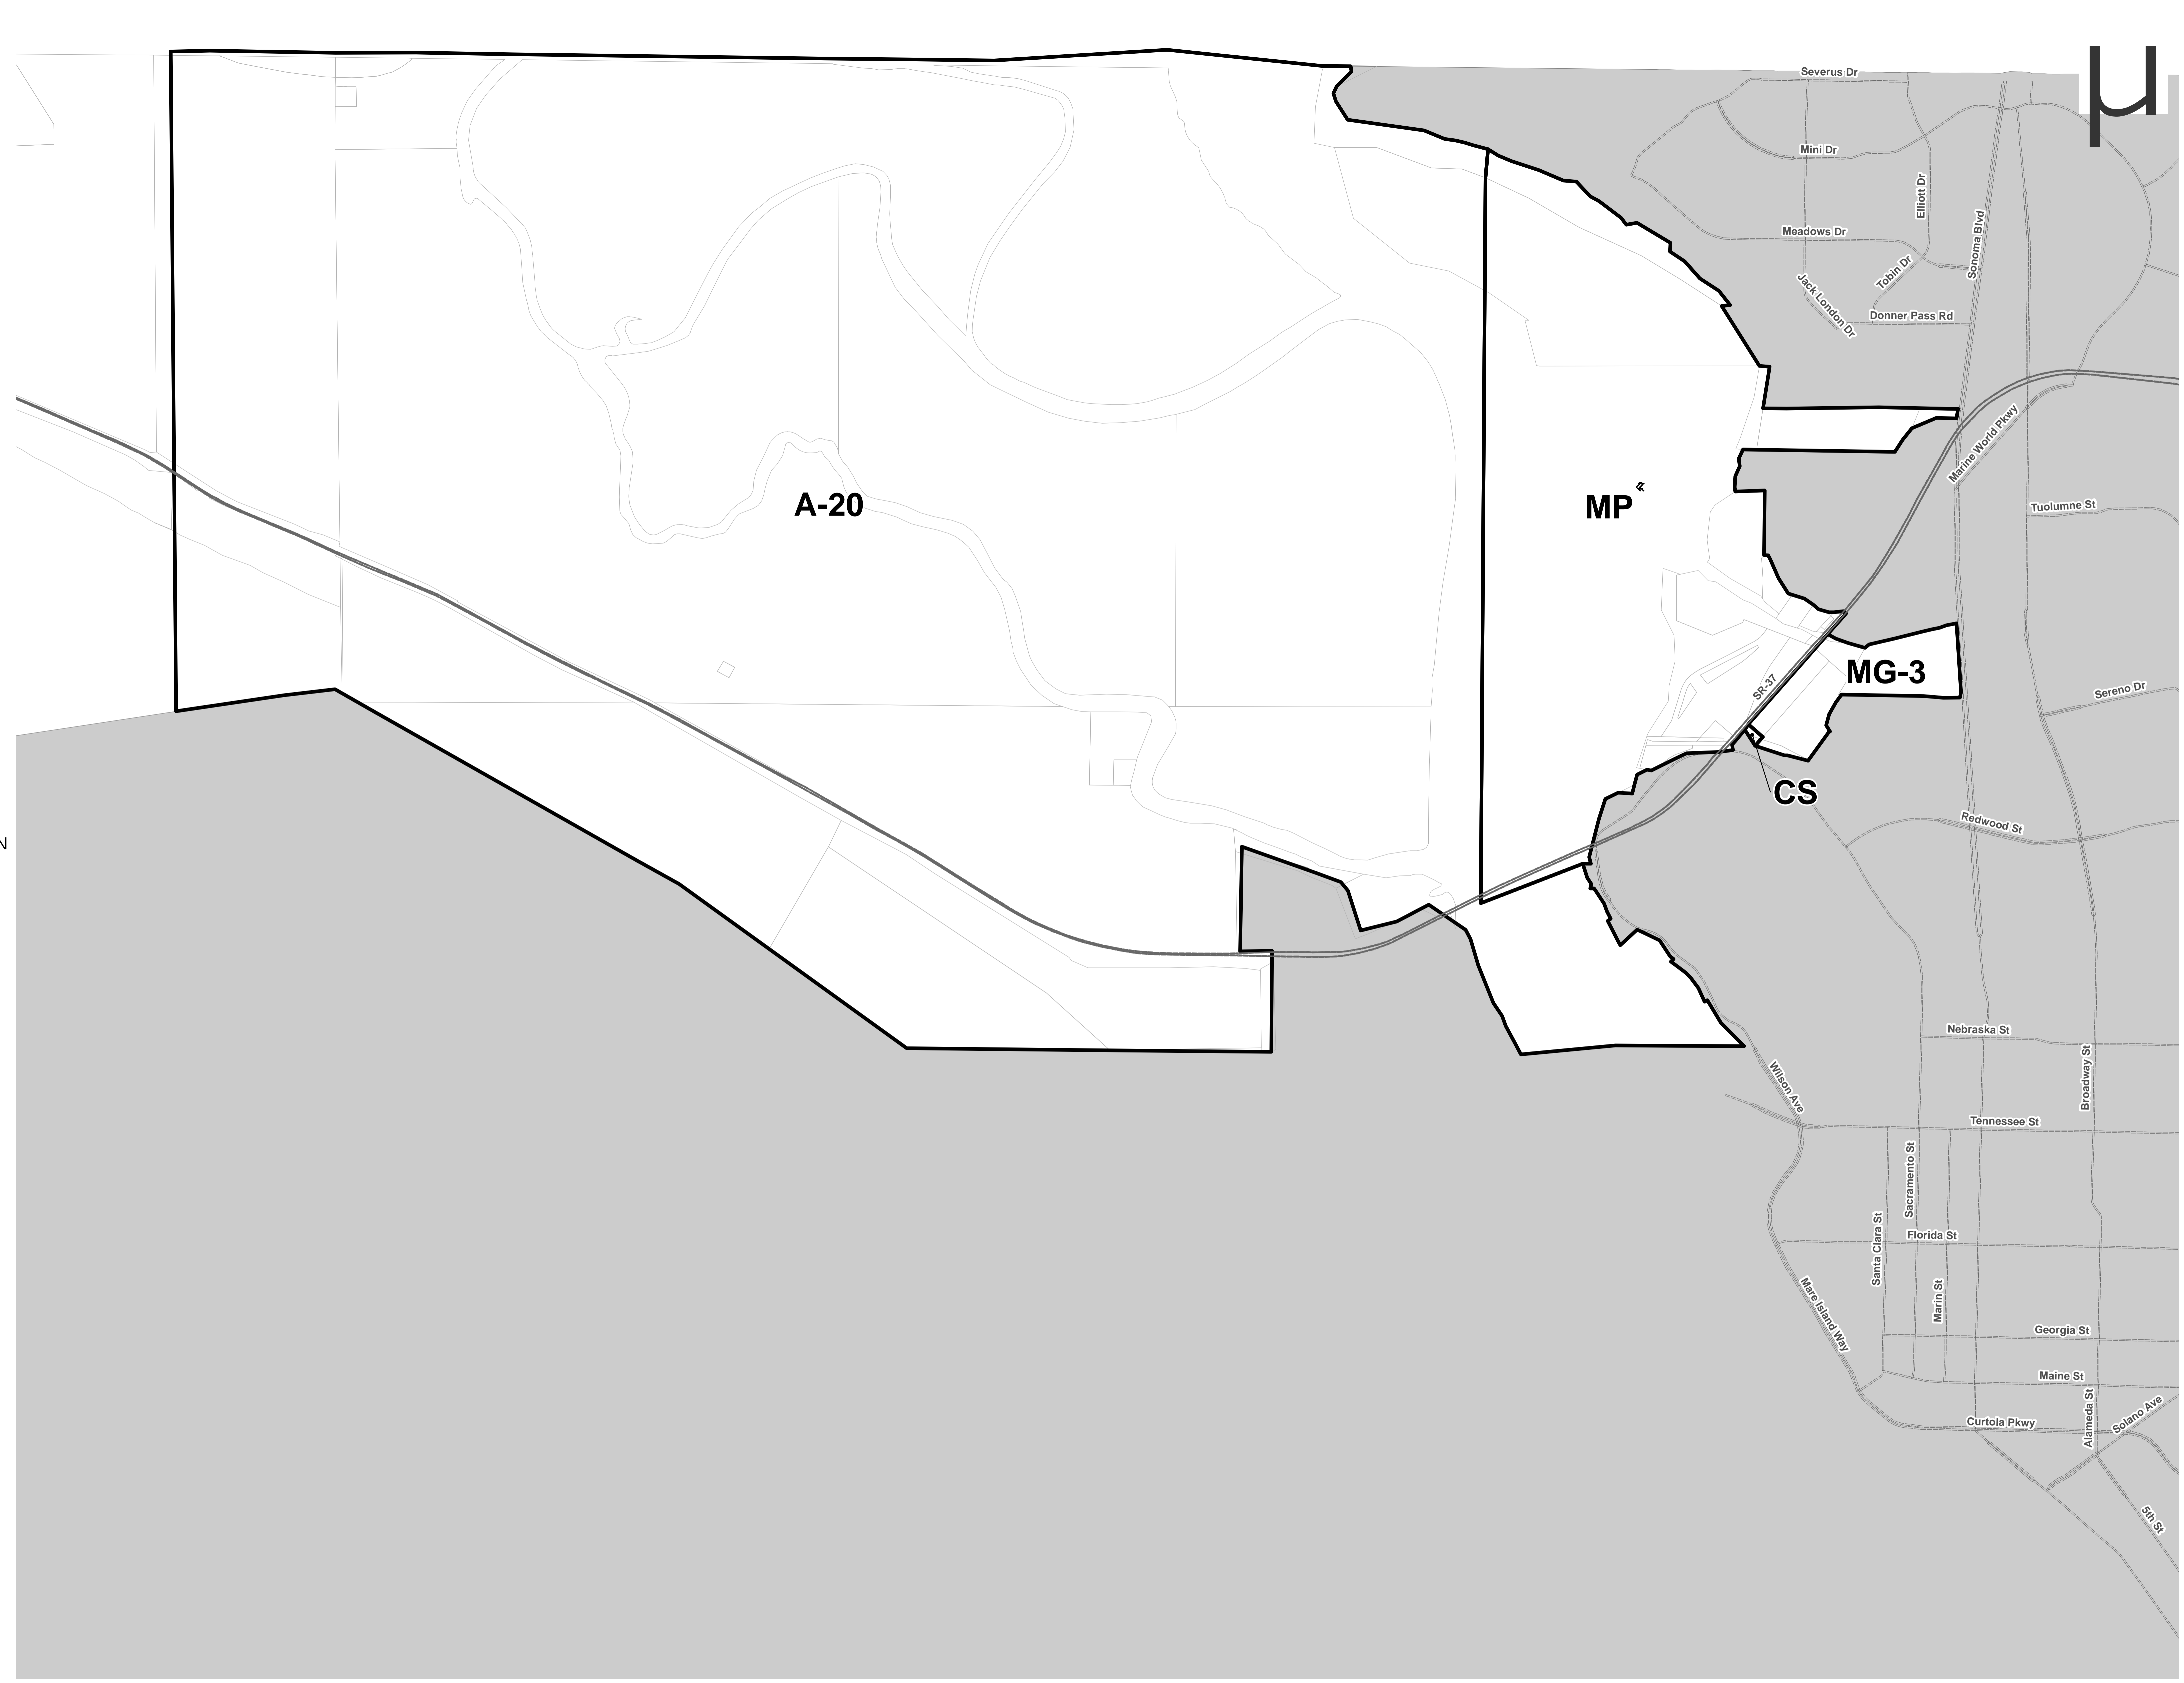 µ
Severus Dr
Mini Dr
Elliott Dr
Sonoma Blvd
Meadows Dr
Tobin Dr
Jack London Dr
Donner Pass Rd
Marine World Pkwy
A-20
MP
Tuolumne St
MG-3
SR-37
Sereno Dr
CS
Redwood St
N
Nebraska St
Broadway St
Wilson Ave
Tennessee St
Sacramento St
Santa Clara St
Florida St
Marin St
Mare Island Way
Georgia St
Maine St
Alameda St
Solano Ave
Curtola Pkwy
5th St